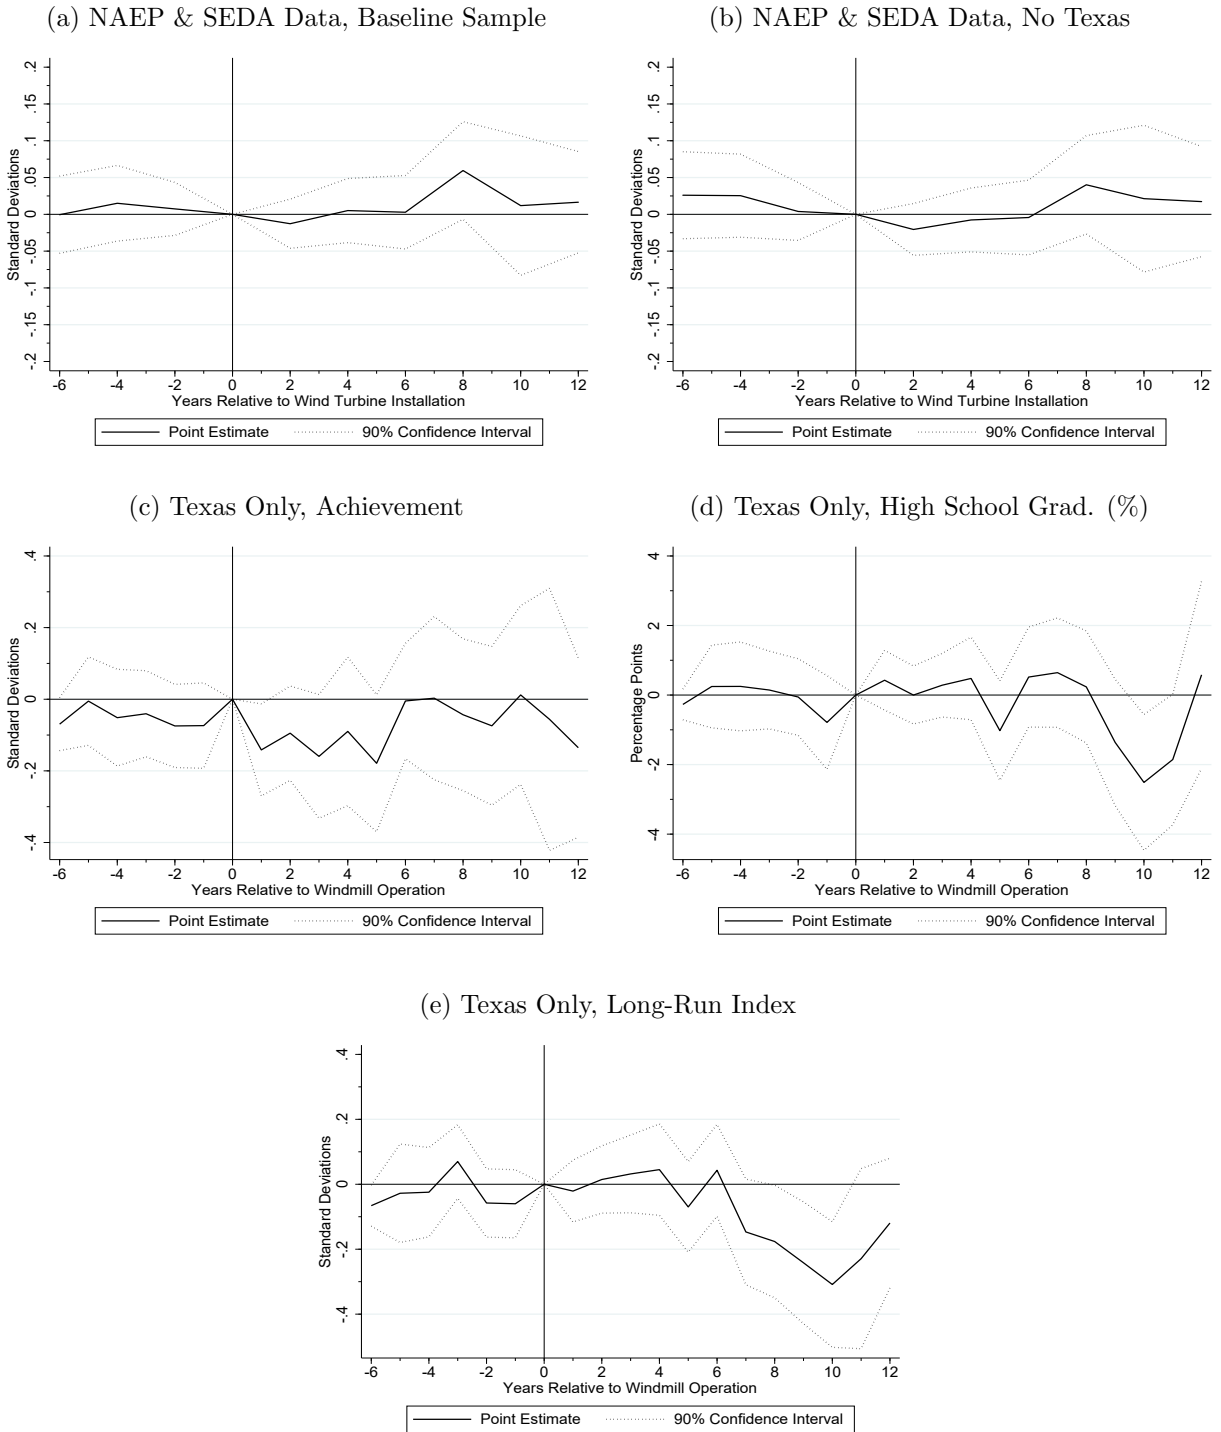 (a) NAEP & SEDA Data, Baseline Sample
.2
.15
.1
.05
0
-.05
-.1
-.15
-.2
Standard Deviations
-6 -4 -2 0 2 4 6 8 10 12
Years Relative to Wind Turbine Installation
Point Estimate 90% Confidence Interval
(b) NAEP & SEDA Data, No Texas
.2
.15
.1
.05
0
-.05
-.1
-.15
-.2
Standard Deviations
-6 -4 -2 0 2 4 6 8 10 12
Years Relative to Wind Turbine Installation
Point Estimate 90% Confidence Interval
(c) Texas Only, Achievement
.4
.2
0
-.2
-.4
Standard Deviations
-6 -4 -2 0 2 4 6 8 10 12
Years Relative to Windmill Operation
Point Estimate 90% Confidence Interval
(d) Texas Only, High School Grad. (%)
4
2
0
-2
-4
Percentage Points
-6 -4 -2 0 2 4 6 8 10 12
Years Relative to Windmill Operation
Point Estimate 90% Confidence Interval
(e) Texas Only, Long-Run Index
.4
.2
0
-.2
-.4
Standard Deviations
-6 -4 -2 0 2 4 6 8 10 12
Years Relative to Windmill Operation
Point Estimate 90% Confidence Interval